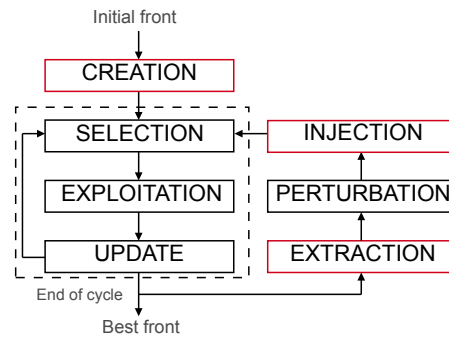 Initial front
CREATION
SELECTION
INJECTION
EXPLOITATION
PERTURBATION
UPDATE
EXTRACTION
End of cycle
Best front